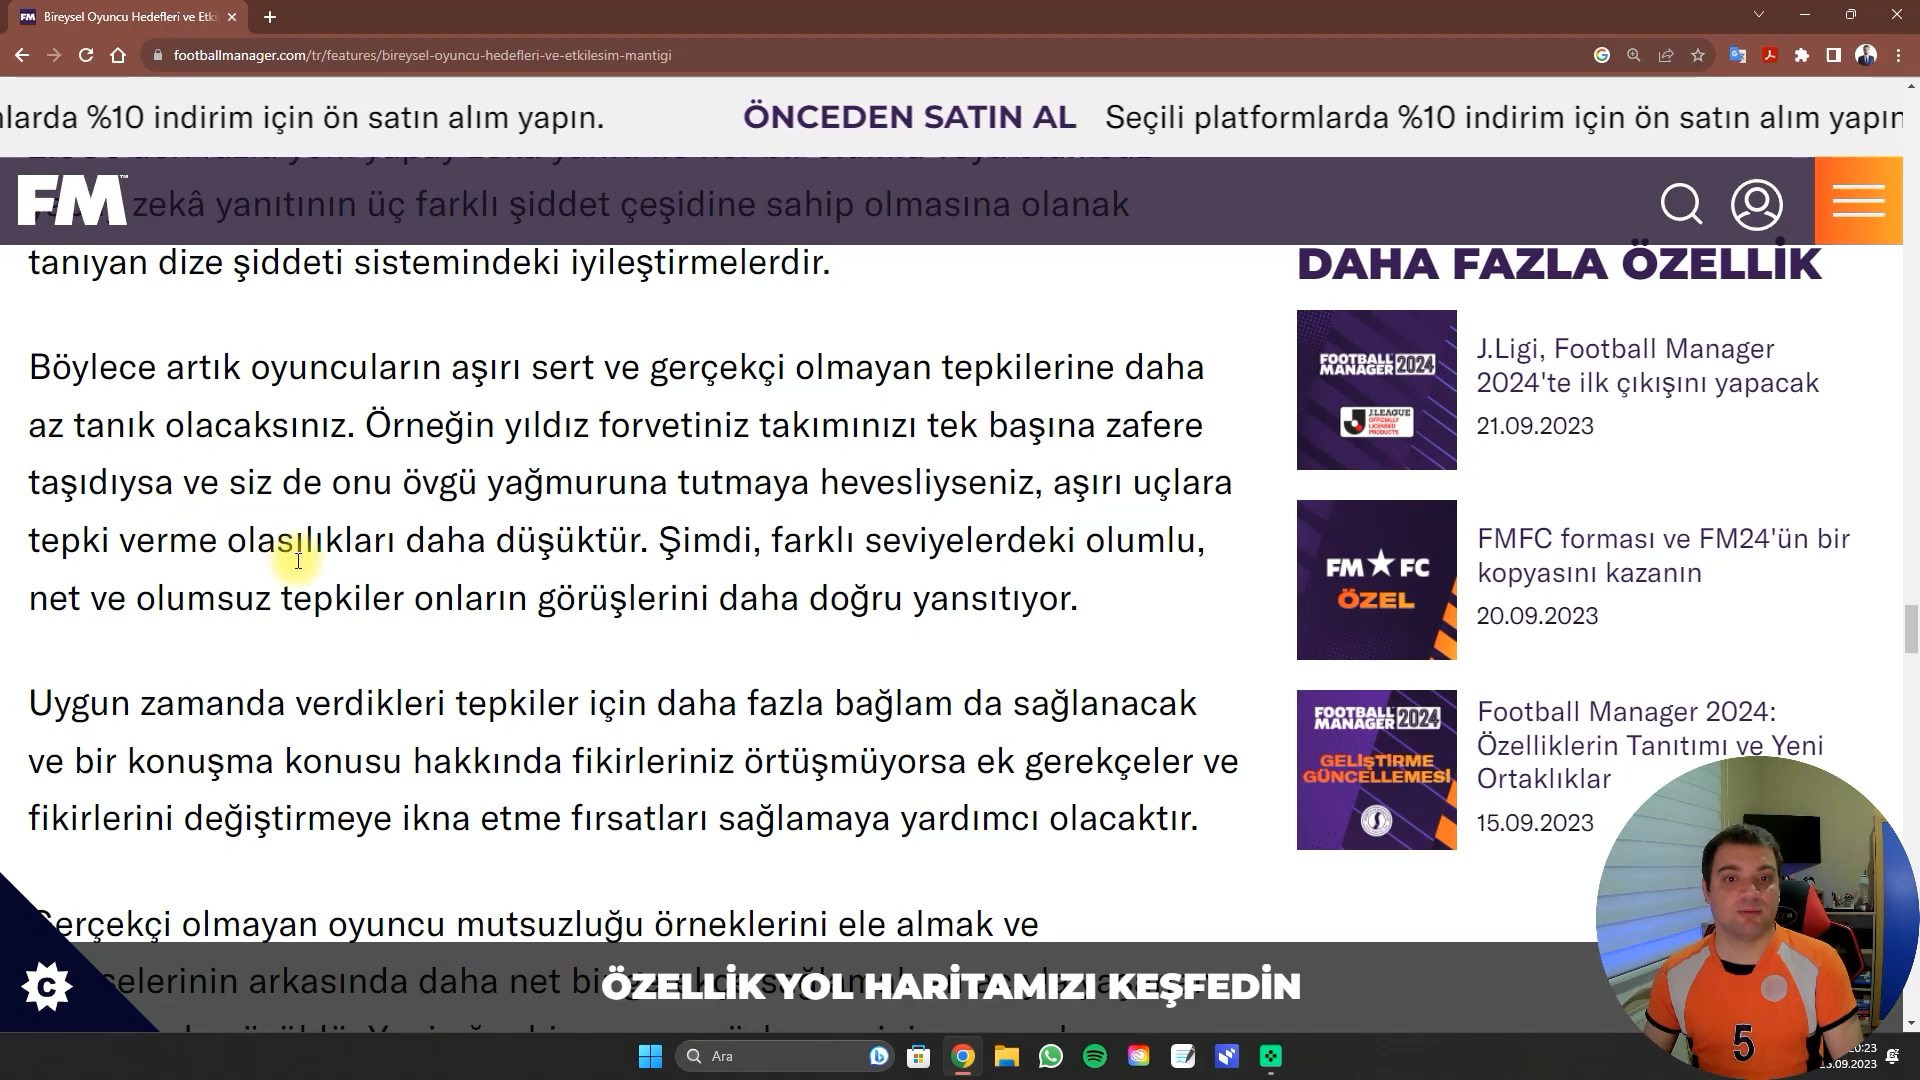 FM Bireysel Oyuncu Hedefleri ve Etki
footballmanager.com/tr/features/bireysel-oyuncu-hedefleri-ve-etkilesim-mantigi
%10 indirim için ön satın alım yapın.
ÖNCEDEN SATIN AL
Seçili platformlarda %10 indirim için ön satın alım yapın
FM
zekâ yanıtının üç farklı şiddet çeşidine sahip olmasına olanak
tanıyan dize şiddeti sistemindeki iyileştirmelerdir.
Böylece artık oyuncuların aşırı sert ve gerçekçi olmayan tepkilerine daha
az tanık olacaksınız. Örneğin yıldız forvetiniz takımınızı tek başına zafere
taşıdıysa ve siz de onu övgü yağmuruna tutmaya hevesliyseniz, aşırı uçlara
tepki verme olasılıkları daha düşüktür. Şimdi, farklı seviyelerdeki olumlu,
net ve olumsuz tepkiler onların görüşlerini daha doğru yansıtıyor.
Uygun zamanda verdikleri tepkiler için daha fazla bağlam da sağlanacak
ve bir konuşma konusu hakkında fikirleriniz örtüşmüyorsa ek gerekçeler ve
fikirlerini değiştirmeye ikna etme fırsatları sağlamaya yardımcı olacaktır.
Gerçekçi olmayan oyuncu mutsuzluğu örneklerini ele almak ve
arkasında daha net
DAHA FAZLA ÖZELLİK
FOOTBALL MANAGER 2024
J.LEAGUE
OFFICIALLY
LICENSED
PRODUCTS
J.Ligi, Football Manager
2024'te ilk çıkışını yapacak
21.09.2023
FM FC
ÖZEL
FMFC forması ve FM24'ün bir
kopyasını kazanın
20.09.2023
FOOTBALL MANAGER 2024
GELİŞTİRME
GÜNCELLEMESİ
Football Manager 2024:
Özelliklerin Tanıtımı ve Yeni
Ortaklıklar
15.09.2023
C
ÖZELLİK YOL HARİTAMIZI KEŞFEDİN
5
Ara